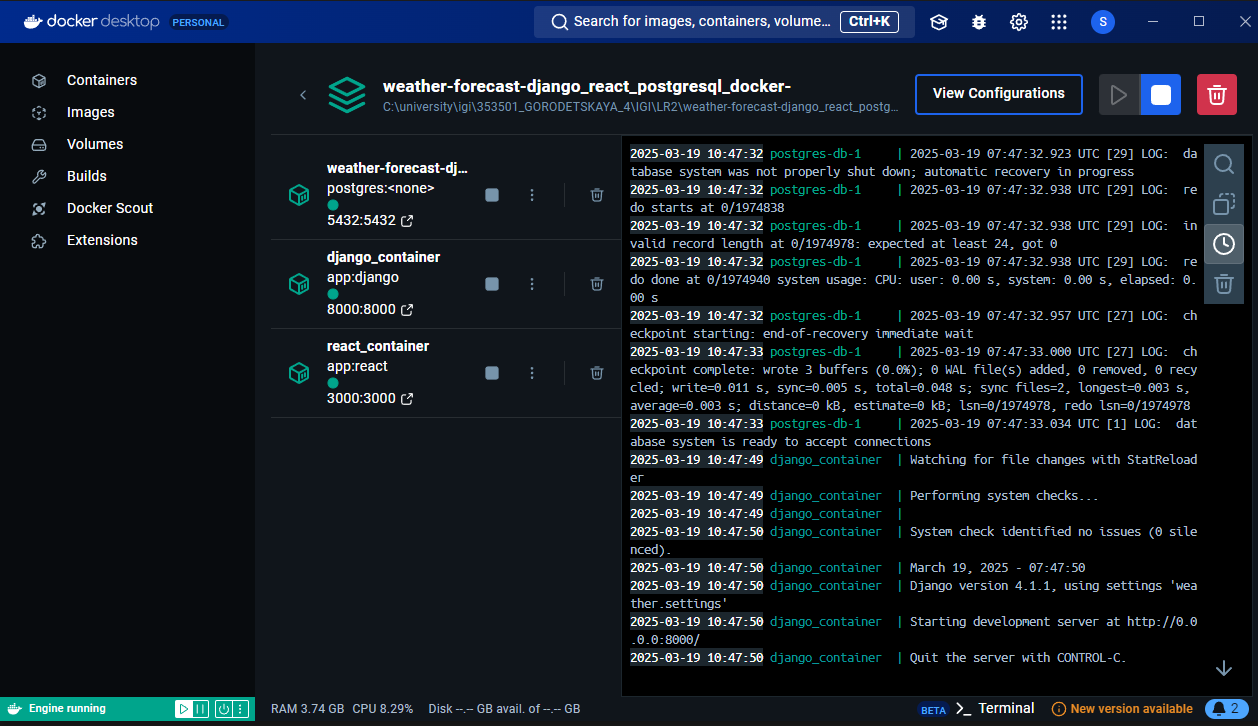 docker desktop PERSONAL
Search for images, containers, volume... Ctrl+K
S
Containers
Images
Volumes
Builds
Docker Scout
Extensions
weather-forecast-django_react_postgresql_docker-
C:\university\igi\353501_GORODETSKAYA_4\IGI\LR2\weather-forecast-django_react_postg...
View Configurations
weather-forecast-dj...
postgres:<none>
5432:5432
django_container
app:django
8000:8000
react_container
app:react
3000:3000
2025-03-19 10:47:32 postgres-db-1 | 2025-03-19 07:47:32.923 UTC [29] LOG: da
tabase system was not properly shut down; automatic recovery in progress
2025-03-19 10:47:32 postgres-db-1 | 2025-03-19 07:47:32.938 UTC [29] LOG: re
do starts at 0/1974838
2025-03-19 10:47:32 postgres-db-1 | 2025-03-19 07:47:32.938 UTC [29] LOG: in
valid record length at 0/1974978: expected at least 24, got 0
2025-03-19 10:47:32 postgres-db-1 | 2025-03-19 07:47:32.938 UTC [29] LOG: re
do done at 0/1974940 system usage: CPU: user: 0.00 s, system: 0.00 s, elapsed: 0.
00 s
2025-03-19 10:47:32 postgres-db-1 | 2025-03-19 07:47:32.957 UTC [27] LOG: ch
eckpoint starting: end-of-recovery immediate wait
2025-03-19 10:47:33 postgres-db-1 | 2025-03-19 07:47:33.000 UTC [27] LOG: ch
eckpoint complete: wrote 3 buffers (0.0%); 0 WAL file(s) added, 0 removed, 0 recy
cled; write=0.011 s, sync=0.005 s, total=0.048 s; sync files=2, longest=0.003 s,
average=0.003 s; distance=0 kB, estimate=0 kB; lsn=0/1974978, redo lsn=0/1974978
2025-03-19 10:47:33 postgres-db-1 | 2025-03-19 07:47:33.034 UTC [1] LOG: dat
abase system is ready to accept connections
2025-03-19 10:47:49 django_container | Watching for file changes with StatReload
er
2025-03-19 10:47:49 django_container | Performing system checks...
2025-03-19 10:47:49 django_container |
2025-03-19 10:47:50 django_container | System check identified no issues (0 sile
nced).
2025-03-19 10:47:50 django_container | March 19, 2025 - 07:47:50
2025-03-19 10:47:50 django_container | Django version 4.1.1, using settings 'wea
ther.settings'
2025-03-19 10:47:50 django_container | Starting development server at http://0.0
.0.0:8000/
2025-03-19 10:47:50 django_container | Quit the server with CONTROL-C.
Engine running
RAM 3.74 GB CPU 8.29% Disk --.-- GB avail. of --.-- GB
BETA >_ Terminal
New version available
2